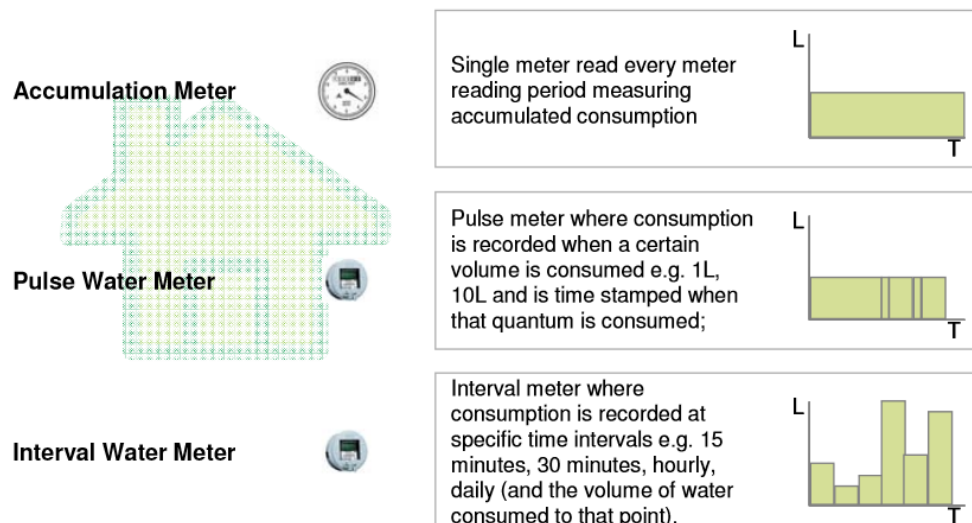 Accumulation Meter
Single meter read every meter
reading period measuring
accumulated consumption
L
T
Pulse Water Meter
Pulse meter where consumption
is recorded when a certain
volume is consumed e.g. 1L,
10L and is time stamped when
that quantum is consumed;
L
T
Interval Water Meter
Interval meter where
consumption is recorded at
specific time intervals e.g. 15
minutes, 30 minutes, hourly,
daily (and the volume of water
consumed to that point).
L
T